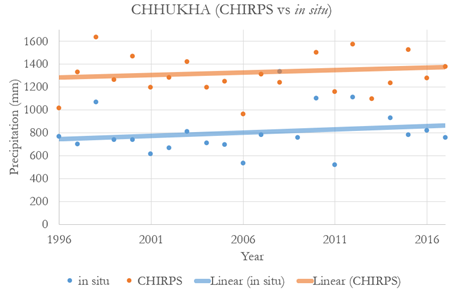 CHHUKHA (CHIRPS vs in situ)
Precipitation (mm)
1600
1400
1200
1000
800
600
400
200
0
1996 2001 2006 2011 2016
Year
in situ CHIRPS Linear (in situ) Linear (CHIRPS)